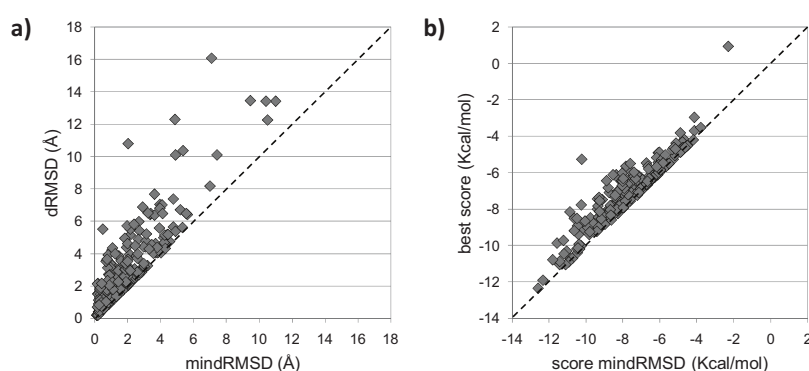 a)
18
16
14
12
10
8
6
4
2
0
dRMSD (Å)
0 2 4 6 8 10 12 14 16 18
mindRMSD (Å)
b)
2
0
-2
-4
-6
-8
-10
-12
-14
best score (Kcal/mol)
-14 -12 -10 -8 -6 -4 -2 0 2
score mindRMSD (Kcal/mol)